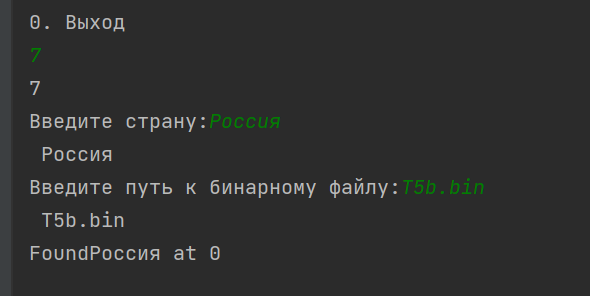 0. Выход
7
7
Введите страну:Россия
Россия
Введите путь к бинарному файлу:T5b.bin
T5b.bin
FoundРоссия at 0